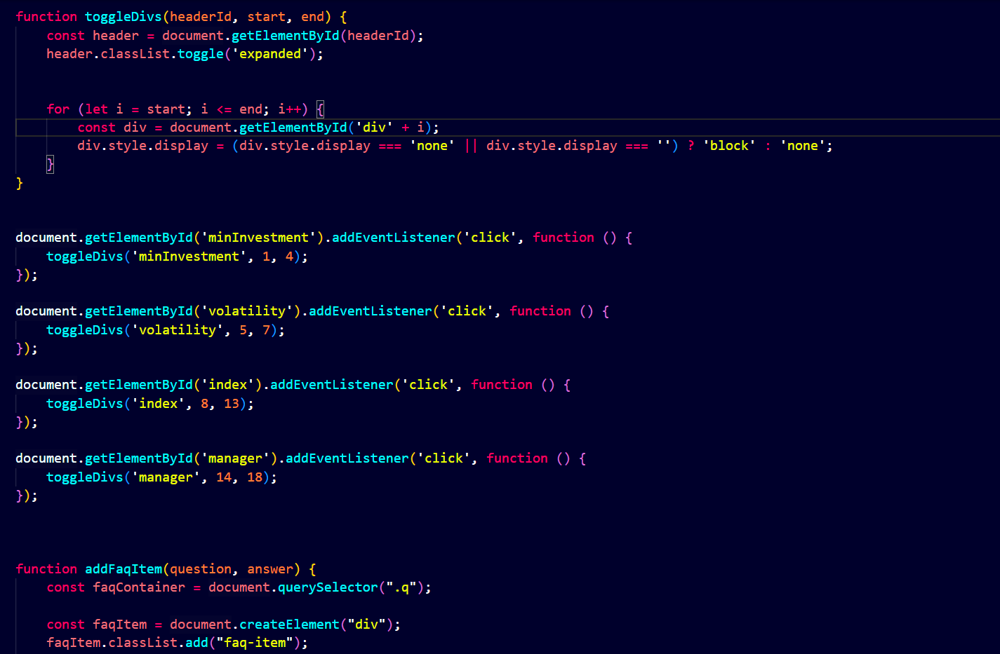 function toggleDivs(headerId, start, end) {
const header = document.getElementById(headerId);
header.classList.toggle('expanded');
for (let i = start; i <= end; i++) {
const div = document.getElementById('div' + i);
div.style.display = (div.style.display === 'none' || div.style.display === '') ? 'block' : 'none';
}
}
document.getElementById('minInvestment').addEventListener('click', function () {
toggleDivs('minInvestment', 1, 4);
});
document.getElementById('volatility').addEventListener('click', function () {
toggleDivs('volatility', 5, 7);
});
document.getElementById('index').addEventListener('click', function () {
toggleDivs('index', 8, 13);
});
document.getElementById('manager').addEventListener('click', function () {
toggleDivs('manager', 14, 18);
});
function addFaqItem(question, answer) {
const faqContainer = document.querySelector(".q");
const faqItem = document.createElement("div");
faqItem.classList.add("faq-item");